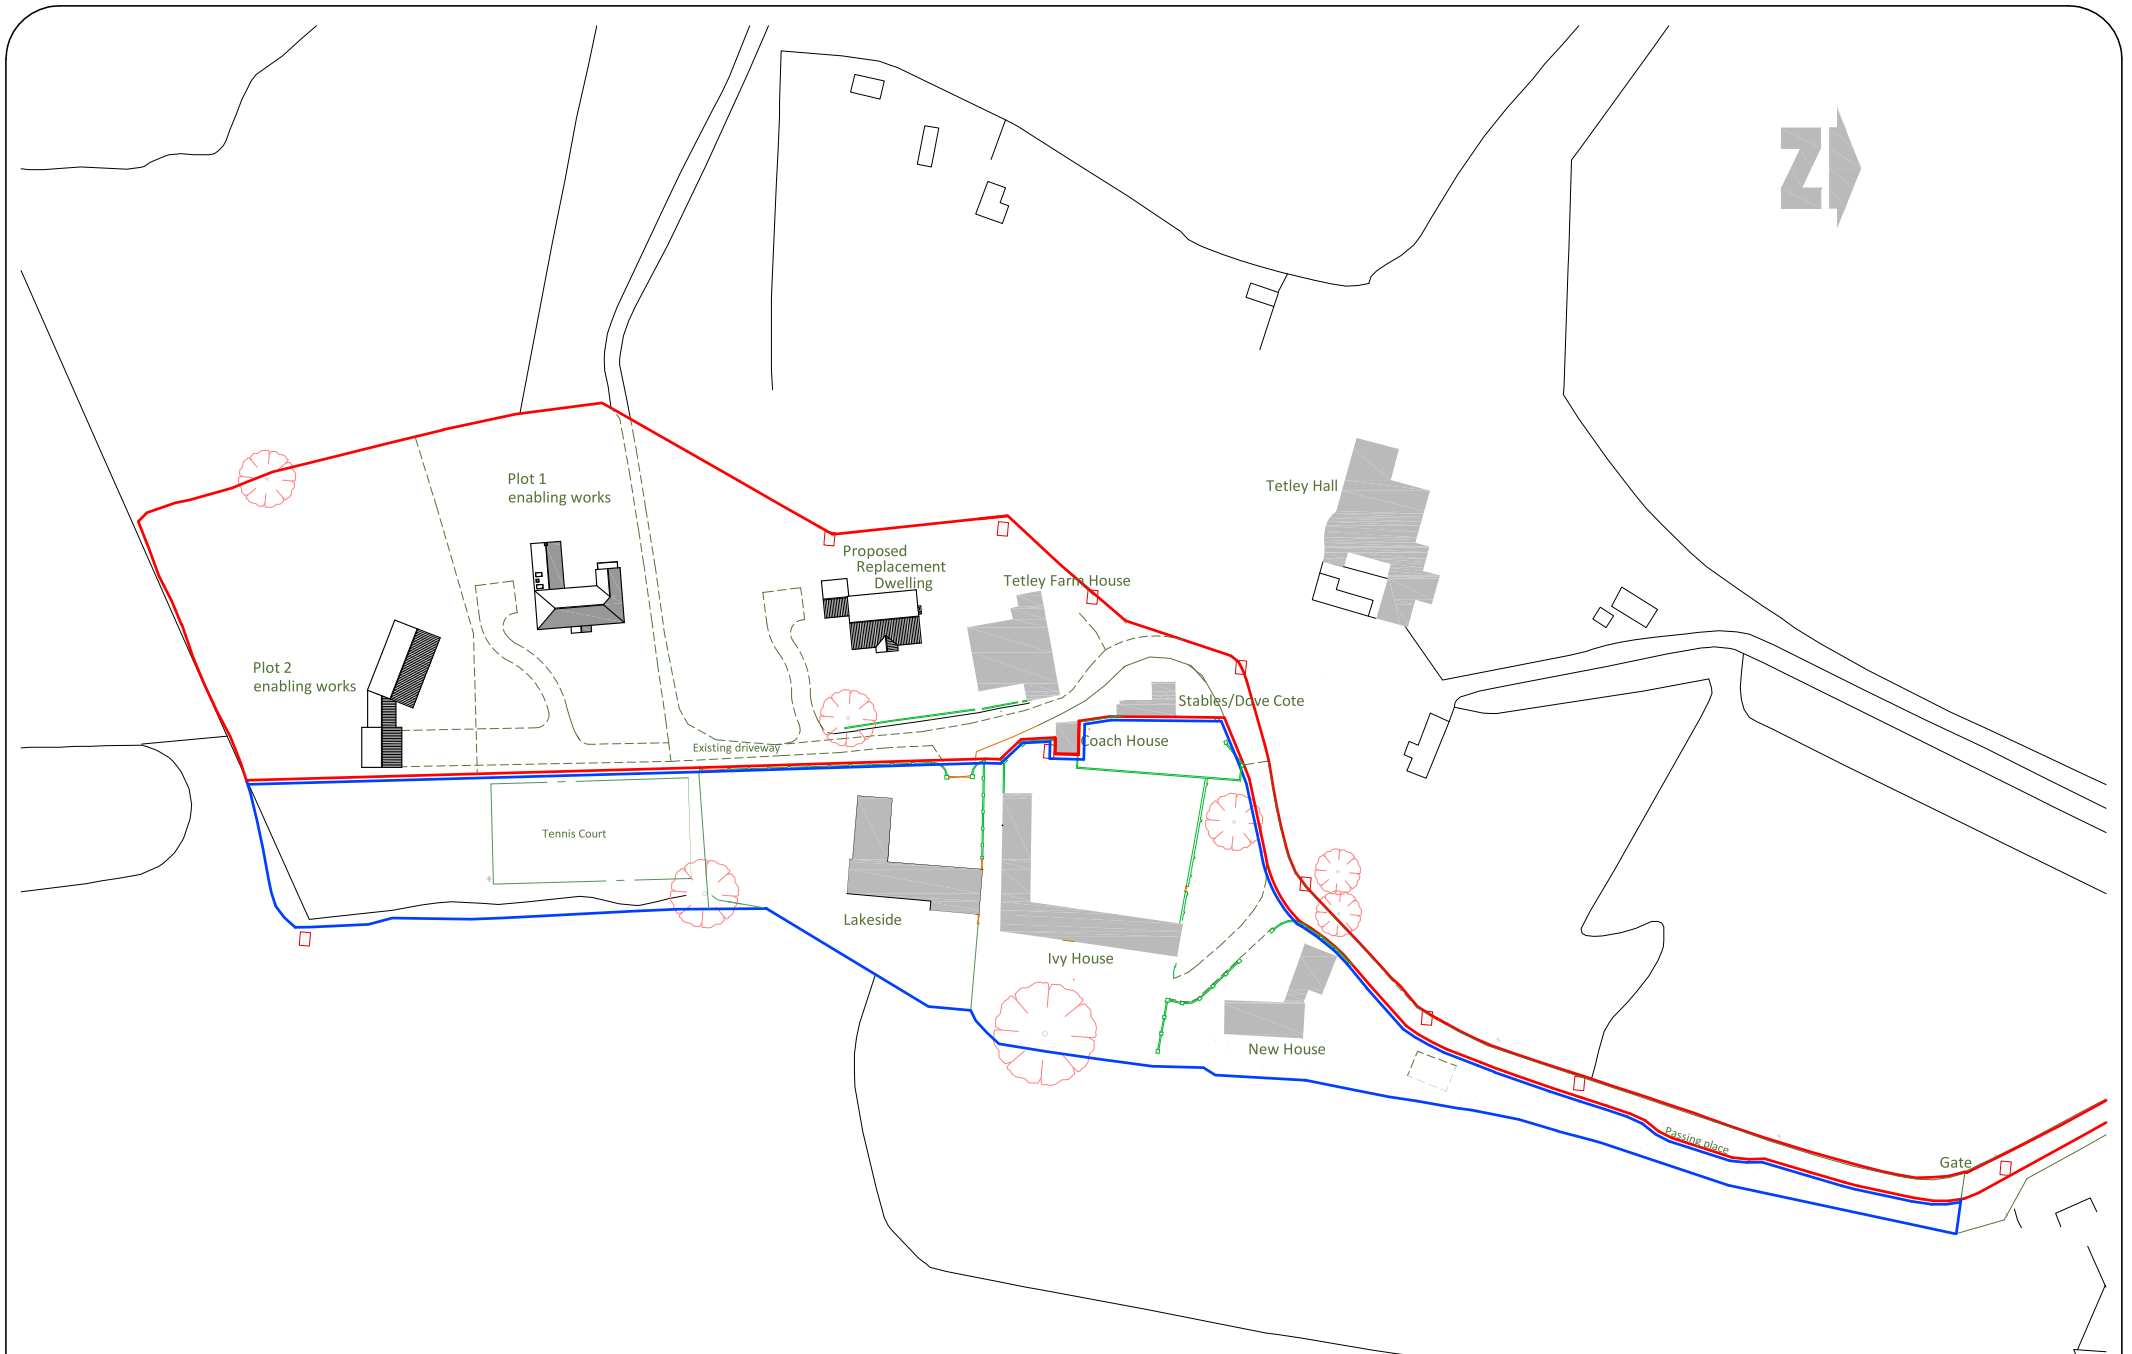 N
Plot 1
enabling works
Tetley Hall
Proposed
Replacement
Dwelling
Tetley Farm House
Plot 2
enabling works
Stables/Dove Cote
Existing driveway
Coach House
Tennis Court
Lakeside
Ivy House
New House
Passing place
Gate